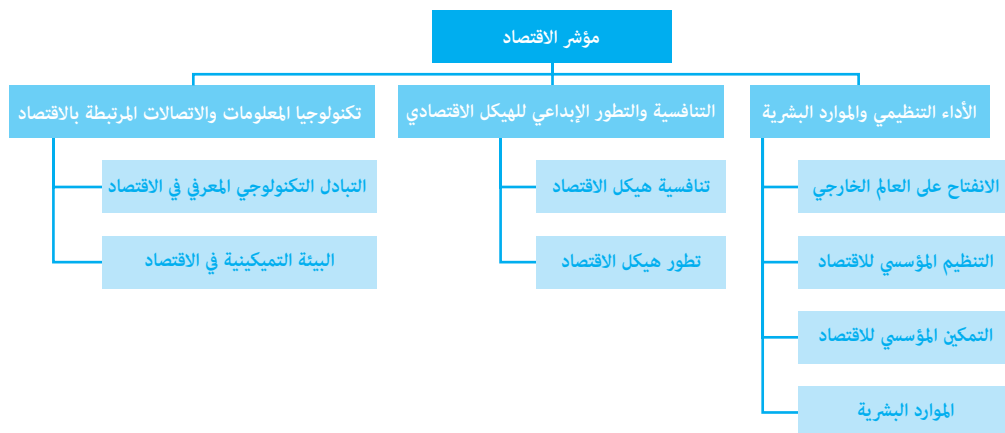 مؤشر الاقتصاد
الأداء التنظيمي والموارد البشرية
الانفتاح على العالم الخارجي
التنظيم المؤسسي للاقتصاد
التمكين المؤسسي للاقتصاد
الموارد البشرية
التنافسية والتطور الإبداعي للهيكل الاقتصادي
تنافسية هيكل الاقتصاد
تطور هيكل الاقتصاد
تكنولوجيا المعلومات والاتصالات المرتبطة بالاقتصاد
التبادل التكنولوجي المعرفي في الاقتصاد
البيئة التميكينية في الاقتصاد